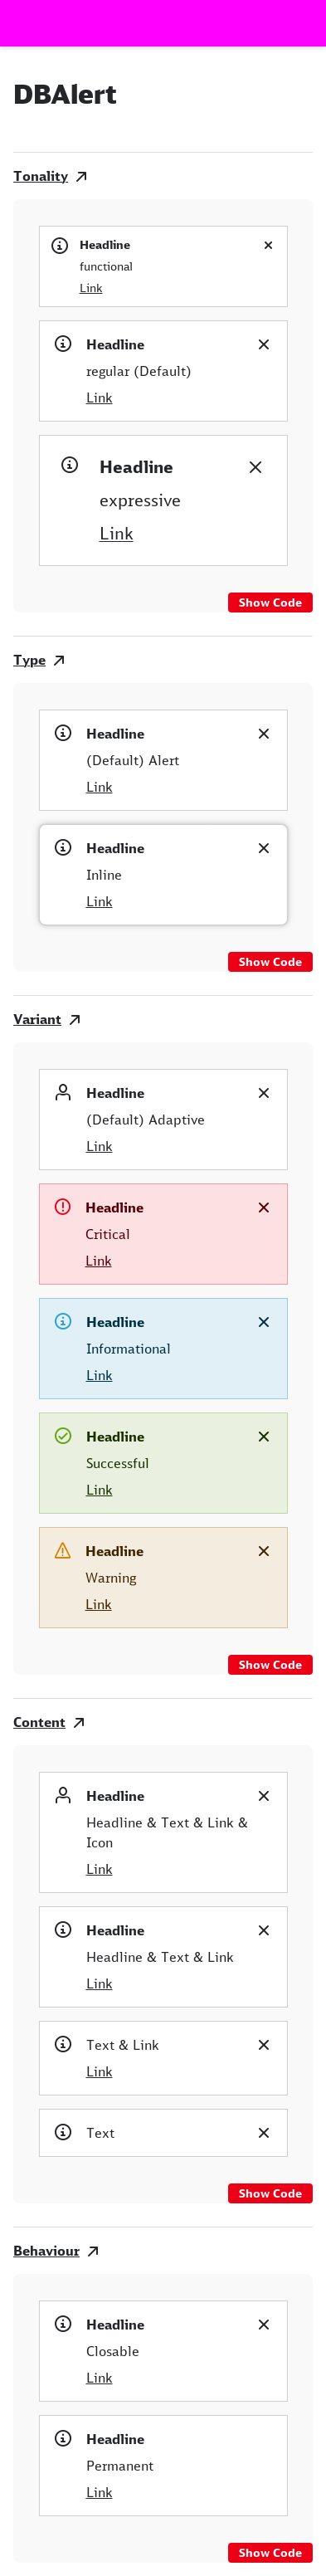 DBAlert
Tonality
Headline
functional
Link
Headline
regular (Default)
Link
Headline
expressive
Link
Show Code
Type
Headline
(Default) Alert
Link
Headline
Inline
Link
Show Code
Variant
Headline
(Default) Adaptive
Link
Headline
Critical
Link
Headline
Informational
Link
Headline
Successful
Link
Headline
Warning
Link
Show Code
Content
Headline
Headline & Text & Link &
Icon
Link
Headline
Headline & Text & Link
Link
Text & Link
Link
Text
Show Code
Behaviour
Headline
Closable
Link
Headline
Permanent
Link
Show Code